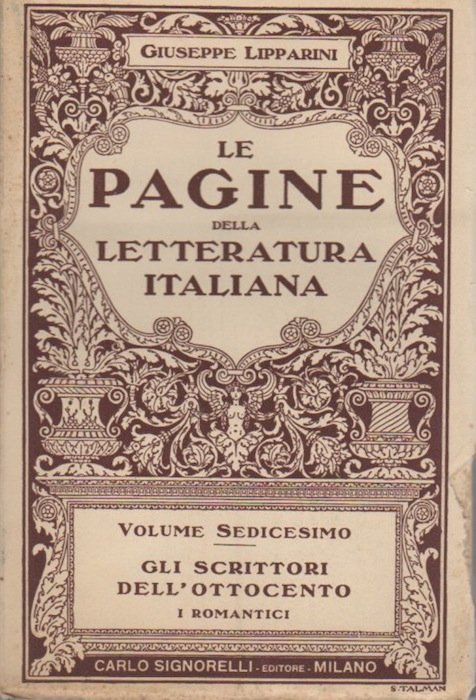 GIUSEPPE LIPPARINI
LE
PAGINE
DELLA
LETTERATURA
ITALIANA
VOLUME SEDICESIMO
GLI SCRITTORI
DELL'OTTOCENTO
I ROMANTICI
CARLO SIGNORELLI - EDITORE - MILANO
S. TALMAN